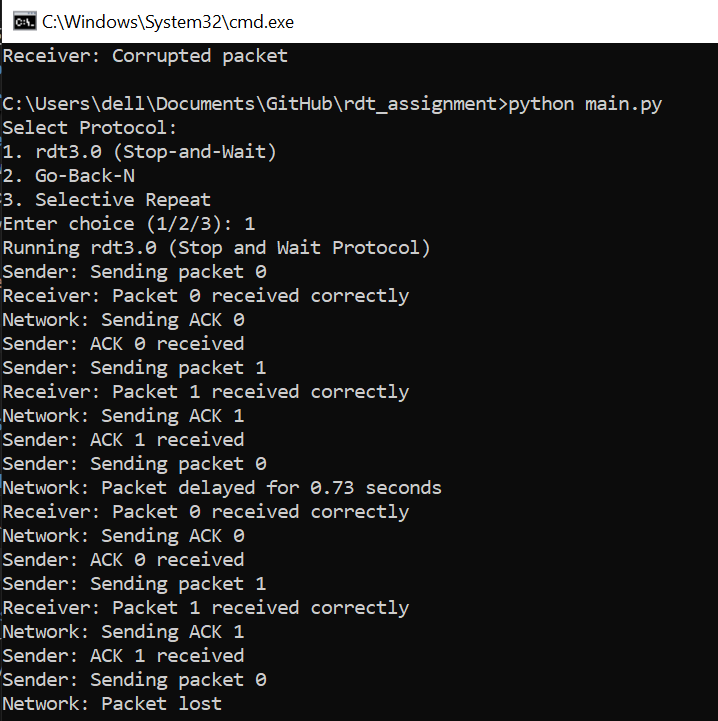 C:\Windows\System32\cmd.exe
Receiver: Corrupted packet
C:\Users\dell\Documents\GitHub\rdt_assignment>python main.py
Select Protocol:
1. rdt3.0 (Stop-and-Wait)
2. Go-Back-N
3. Selective Repeat
Enter choice (1/2/3): 1
Running rdt3.0 (Stop and Wait Protocol)
Sender: Sending packet 0
Receiver: Packet 0 received correctly
Network: Sending ACK 0
Sender: ACK 0 received
Sender: Sending packet 1
Receiver: Packet 1 received correctly
Network: Sending ACK 1
Sender: ACK 1 received
Sender: Sending packet 0
Network: Packet delayed for 0.73 seconds
Receiver: Packet 0 received correctly
Network: Sending ACK 0
Sender: ACK 0 received
Sender: Sending packet 1
Receiver: Packet 1 received correctly
Network: Sending ACK 1
Sender: ACK 1 received
Sender: Sending packet 0
Network: Packet lost